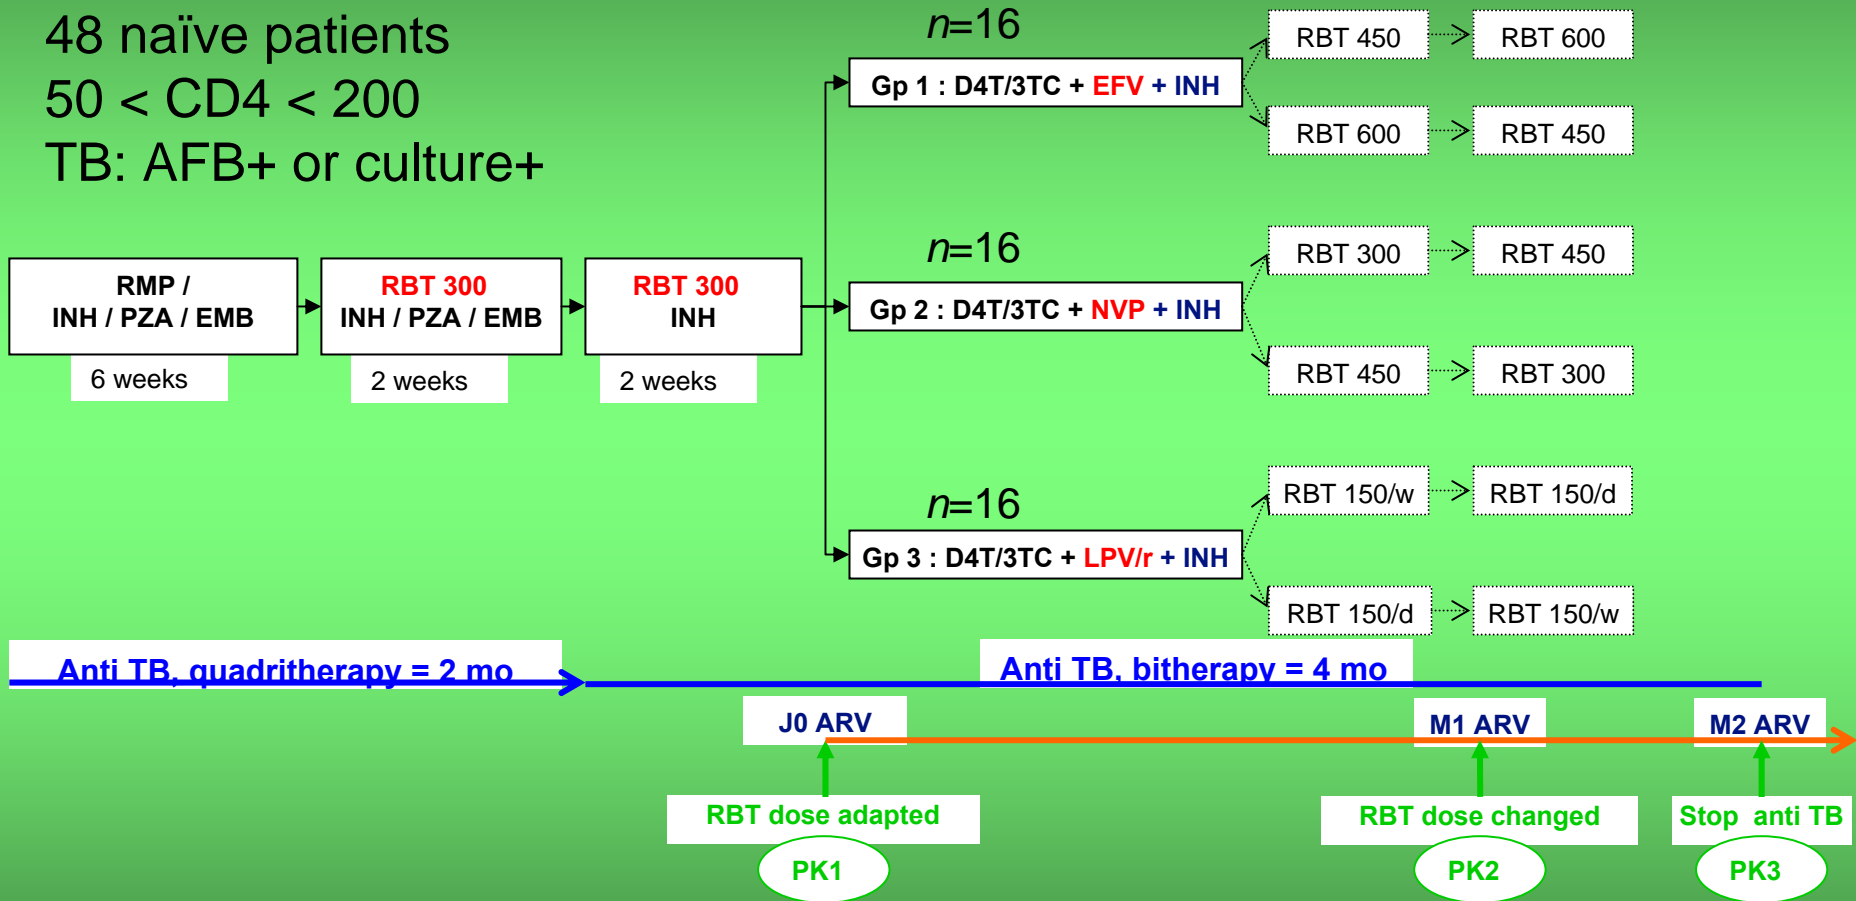 48 naïve patients
50 < CD4 < 200
TB: AFB+ or culture+
RMP /
INH / PZA / EMB
6 weeks
RBT 300
INH / PZA / EMB
2 weeks
RBT 300
INH
2 weeks
n=16
Gp 1 : D4T/3TC + EFV + INH
RBT 450
RBT 600
RBT 600
RBT 450
n=16
Gp 2 : D4T/3TC + NVP + INH
RBT 300
RBT 450
RBT 450
RBT 300
n=16
Gp 3 : D4T/3TC + LPV/r + INH
RBT 150/w
RBT 150/d
RBT 150/d
RBT 150/w
Anti TB, quadritherapy = 2 mo
Anti TB, bitherapy = 4 mo
J0 ARV
M1 ARV
M2 ARV
RBT dose adapted
RBT dose changed
Stop anti TB
PK1
PK2
PK3